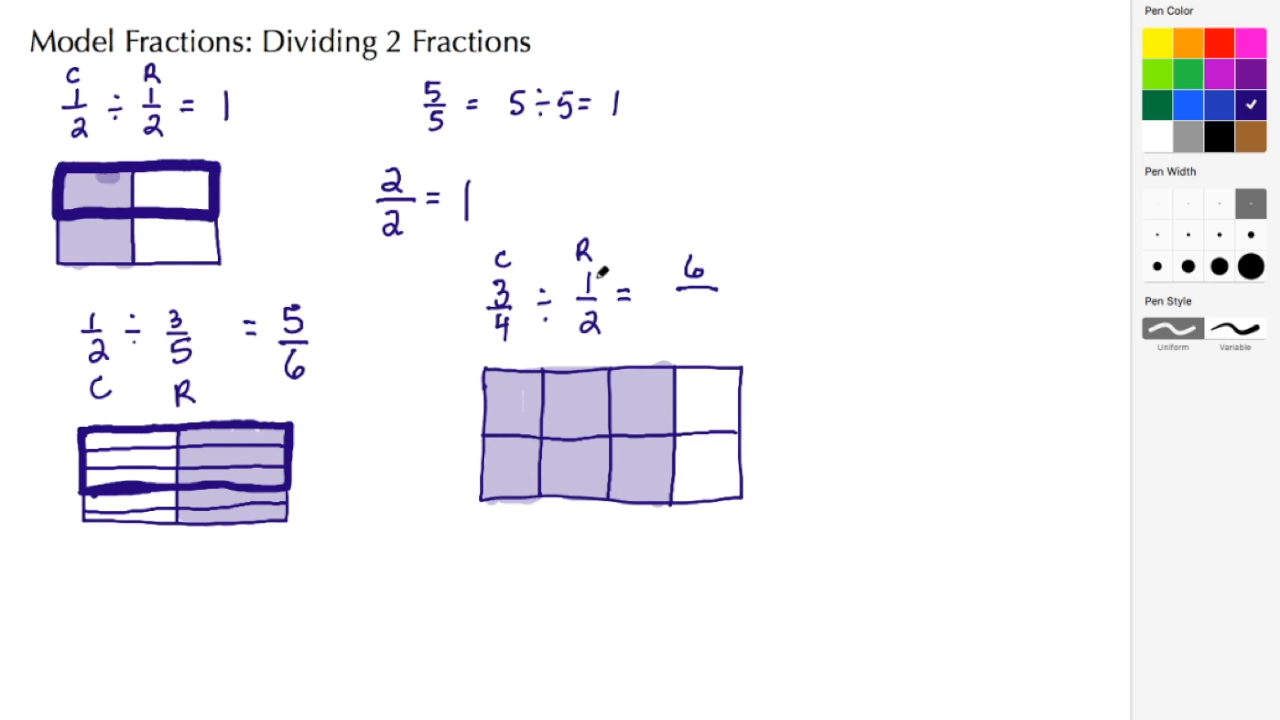 Model Fractions: Dividing 2 Fractions
C R
1/2 ÷ 1/2 = 1
5/5 = 5÷5= 1
2/2 = 1
C R
3/4 ÷ 1/2 = 6/
1/2 ÷ 3/5 = 5/6
C R
Pen Color
Pen Width
Pen Style
Uniform Variable